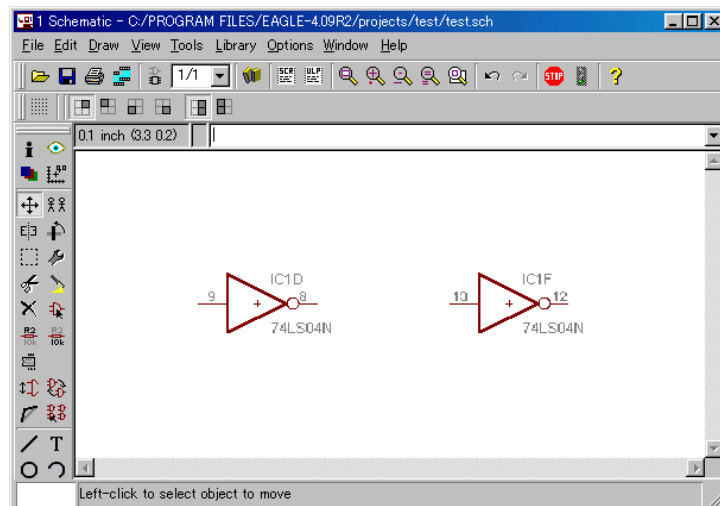 1 Schematic - C:/PROGRAM FILES/EAGLE-4.09R2/projects/test/test.sch
File Edit Draw View Tools Library Options Window Help
1/1 SCR ULP STOP ?
0.1 inch (3.3 0.2)
i
R2 R2
10k 10k
T
IC1D
9 8
74LS04N
IC1F
13 12
74LS04N
Left-click to select object to move